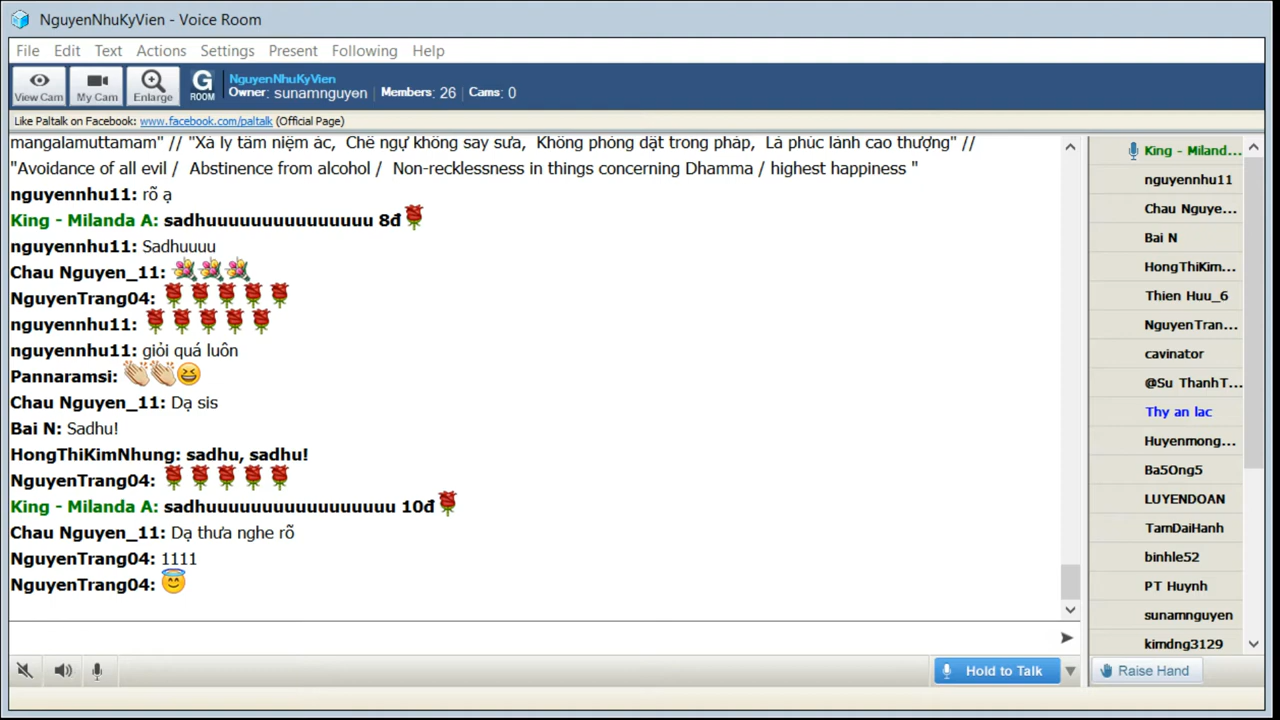 NguyenNhuKyVien - Voice Room
File Edit Text Actions Settings Present Following Help
View Cam My Cam Enlarge G ROOM NguyenNhuKyVien
Owner: sunamnguyen | Members: 26 | Cams: 0
Like Paltalk on Facebook: www.facebook.com/paltalk (Official Page)
mangalamuttamam" // "Xả ly tâm niệm ác, Chế ngự không say sưa, Không phóng dật trong pháp, Là phúc lành cao thượng" //
"Avoidance of all evil / Abstinence from alcohol / Non-recklessness in things concerning Dhamma / highest happiness "
nguyennhu11: rõ ạ
King - Milanda A: sadhuuuuuuuuuuuuuuu 8đ
nguyennhu11: Sadhuuuu
Chau Nguyen_11:
NguyenTrang04:
nguyennhu11:
nguyennhu11: giỏi quá luôn
Pannaramsi:
Chau Nguyen_11: Dạ sis
Bai N: Sadhu!
HongThiKimNhung: sadhu, sadhu!
NguyenTrang04:
King - Milanda A: sadhuuuuuuuuuuuuuuuuu 10đ
Chau Nguyen_11: Dạ thưa nghe rõ
NguyenTrang04: 1111
NguyenTrang04:
King - Miland...
nguyennhu11
Chau Nguye...
Bai N
HongThiKim...
Thien Huu_6
NguyenTran...
cavinator
@Su ThanhT...
Thy an lac
Huyenmong...
Ba5Ong5
LUYENDOAN
TamDaiHanh
binhle52
PT Huynh
sunamnguyen
kimdng3129
Hold to Talk
Raise Hand